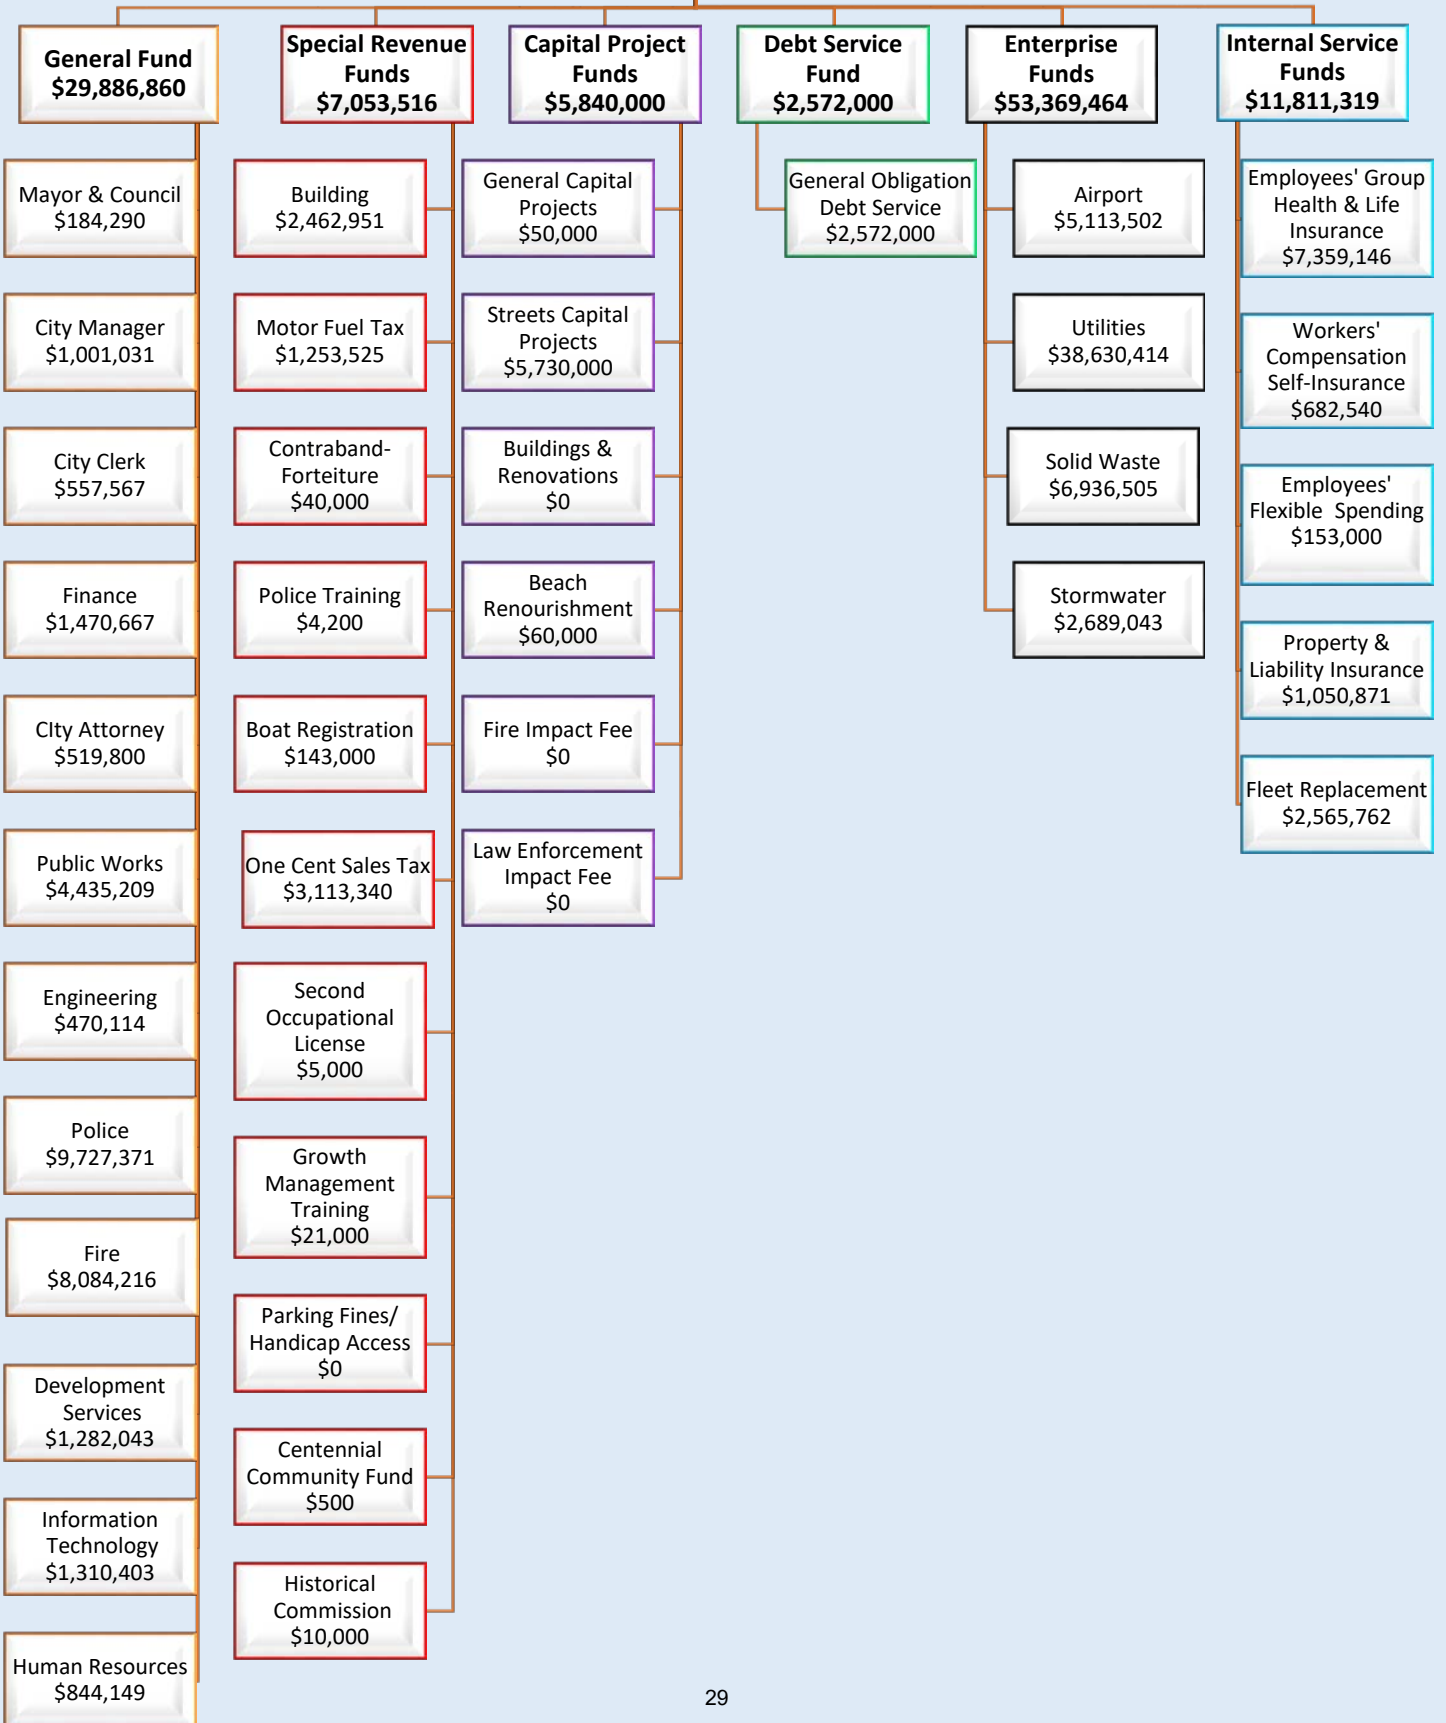 General Fund
$29,886,860
Mayor & Council
$184,290
City Manager
$1,001,031
City Clerk
$557,567
Finance
$1,470,667
CIty Attorney
$519,800
Public Works
$4,435,209
Engineering
$470,114
Police
$9,727,371
Fire
$8,084,216
Development
Services
$1,282,043
Information
Technology
$1,310,403
Human Resources
$844,149
Special Revenue
Funds
$7,053,516
Building
$2,462,951
Motor Fuel Tax
$1,253,525
Contraband-
Forteiture
$40,000
Police Training
$4,200
Boat Registration
$143,000
One Cent Sales Tax
$3,113,340
Second
Occupational
License
$5,000
Growth
Management
Training
$21,000
Parking Fines/
Handicap Access
$0
Centennial
Community Fund
$500
Historical
Commission
$10,000
Capital Project
Funds
$5,840,000
General Capital
Projects
$50,000
Streets Capital
Projects
$5,730,000
Buildings &
Renovations
$0
Beach
Renourishment
$60,000
Fire Impact Fee
$0
Law Enforcement
Impact Fee
$0
Debt Service
Fund
$2,572,000
General Obligation
Debt Service
$2,572,000
Enterprise
Funds
$53,369,464
Airport
$5,113,502
Utilities
$38,630,414
Solid Waste
$6,936,505
Stormwater
$2,689,043
Internal Service
Funds
$11,811,319
Employees' Group
Health & Life
Insurance
$7,359,146
Workers'
Compensation
Self-Insurance
$682,540
Employees'
Flexible Spending
$153,000
Property &
Liability Insurance
$1,050,871
Fleet Replacement
$2,565,762
29